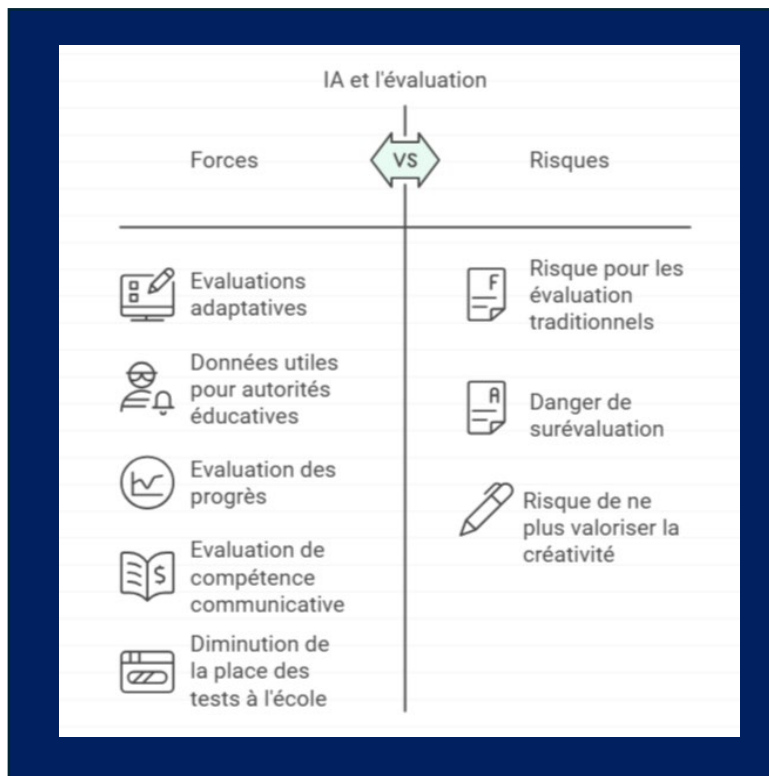 IA et l'évaluation
Forces
VS
Risques
Evaluations
adaptatives
Données utiles
pour autorités
éducatives
Evaluation des
progrès
Evaluation de
compétence
communicative
Diminution de
la place des
tests à l'école
F
Risque pour les
évaluation
traditionnels
A
Danger de
surévaluation
Risque de ne
plus valoriser la
créativité
$